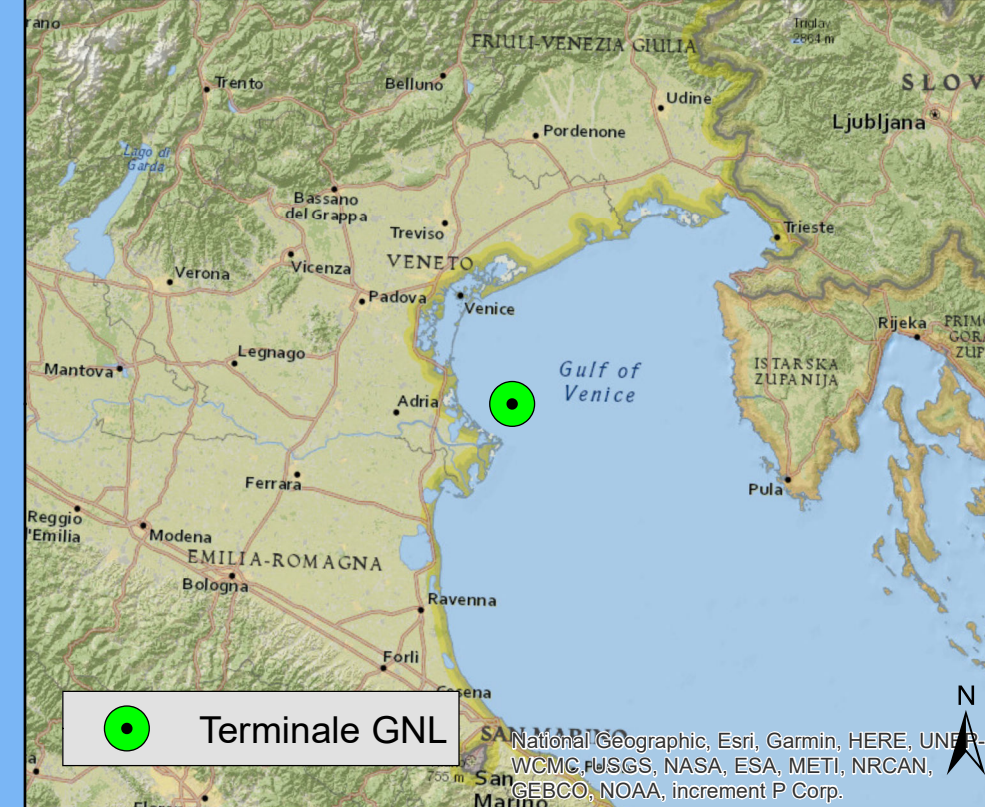 rano
Triglav
2864 m
FRIULI-VENEZIA GIULIA
Trento
Belluno
SLOV
Udine
Ljubljana
Pordenone
Lago di
Garda
Bassano
del Grappa
Treviso
Trieste
VENETO
Vicenza
Verona
Padova
Venice
Rijeka
PRIMO
GORA
ZUP
Legnago
ISTARSKA
ZUPANIJA
Mantova
Gulf of
Venice
Adria
Ferrara
Pula
Reggio
l'Emilia
Modena
EMILIA-ROMAGNA
Bologna
Ravenna
Forli
Cesena
Terminale GNL
N
SAN MARINO
National Geographic, Esri, Garmin, HERE, UNEP-
WCMC, USGS, NASA, ESA, METI, NRCAN,
GEBCO, NOAA, increment P Corp.
a
755 m
San
Marino